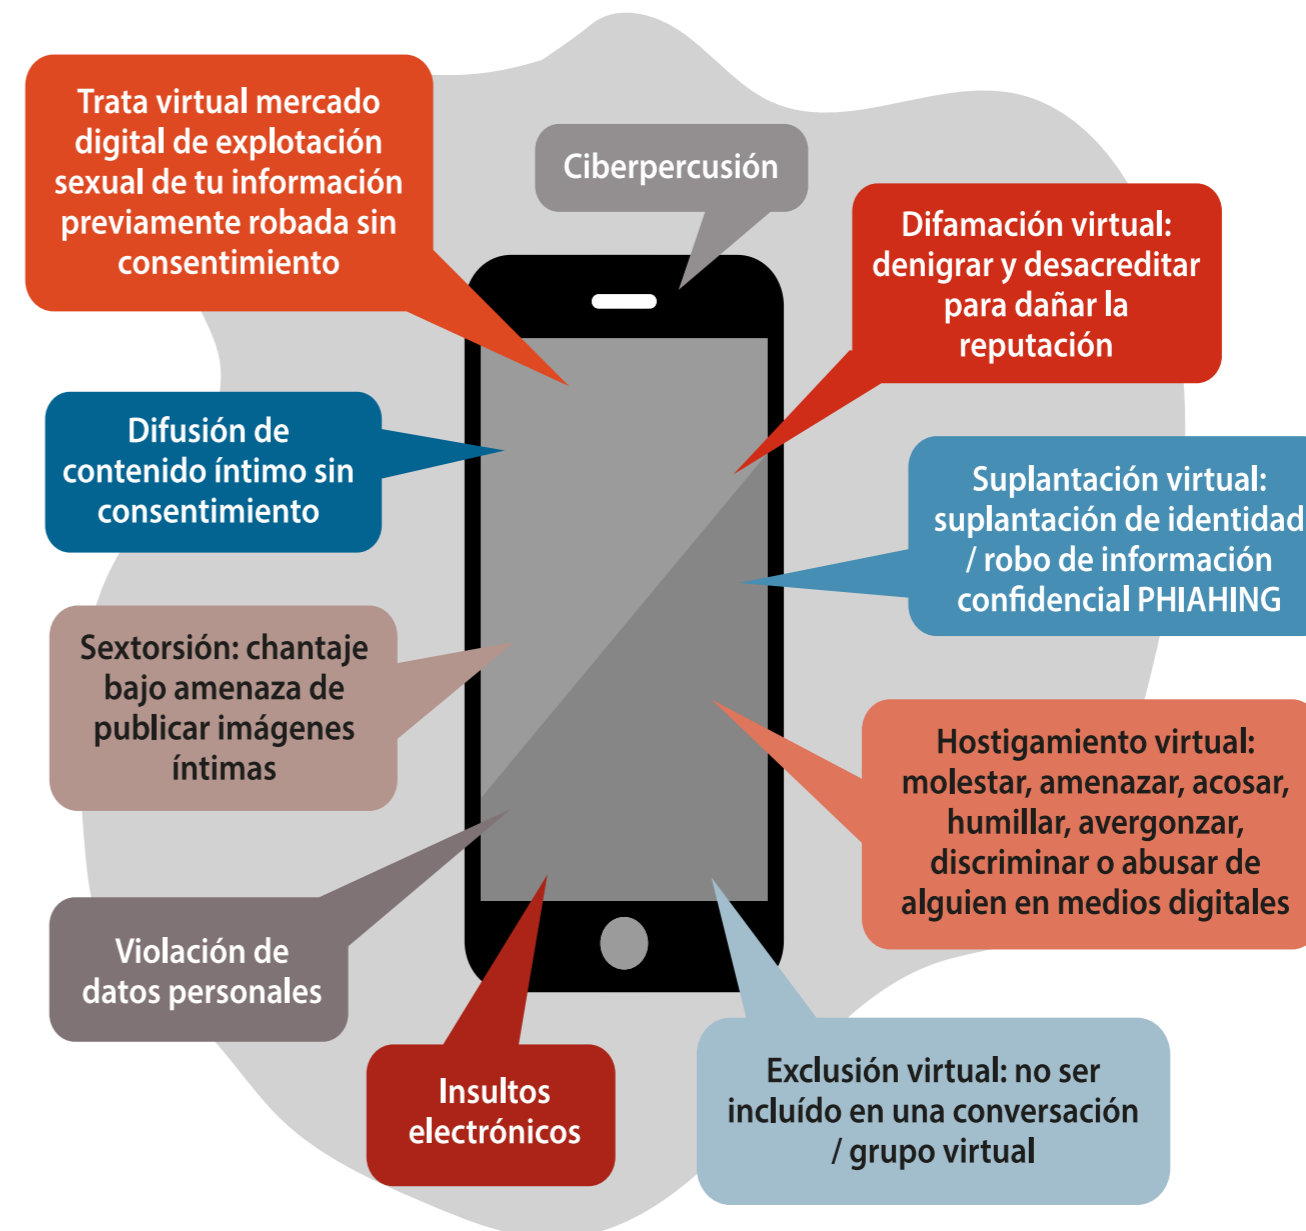 Trata virtual mercado
digital de explotación
sexual de tu información
previamente robada sin
consentimiento
Ciberpercusión
Difamación virtual:
denigrar y desacreditar
para dañar la
reputación
Difusión de
contenido íntimo sin
consentimiento
Suplantación virtual:
suplantación de identidad
/ robo de información
confidencial PHIAHING
Sextorsión: chantaje
bajo amenaza de
publicar imágenes
íntimas
Hostigamiento virtual:
molestar, amenazar, acosar,
humillar, avergonzar,
discriminar o abusar de
alguien en medios digitales
Violación de
datos personales
Insultos
electrónicos
Exclusión virtual: no ser
incluído en una conversación
/ grupo virtual